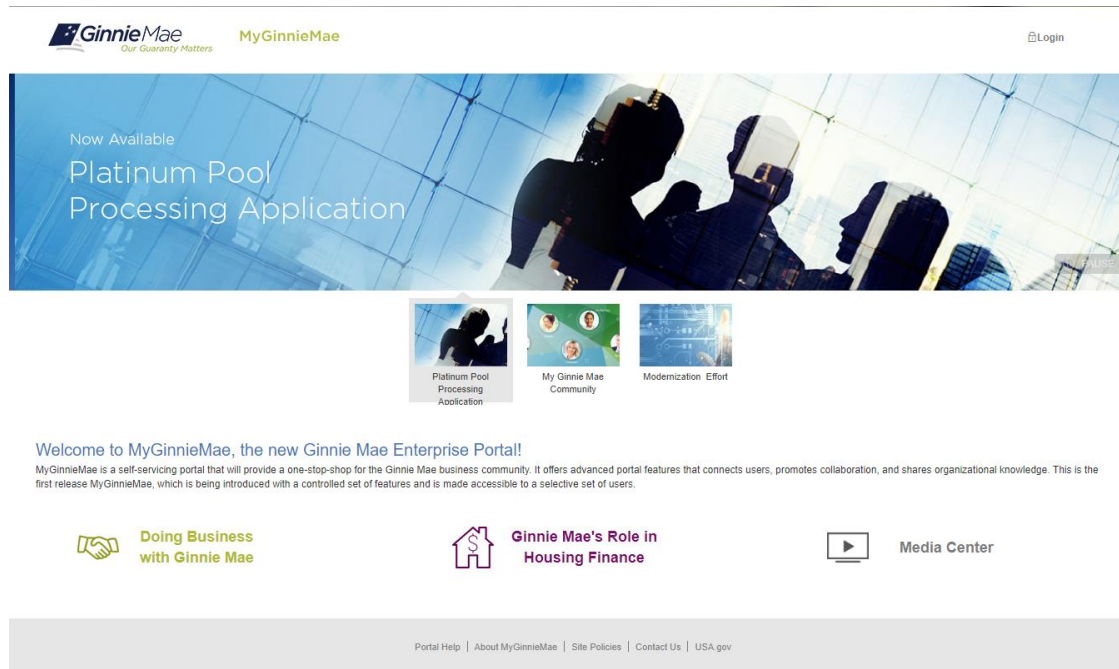 GinnieMae
Our Guaranty Matters
MyGinnieMae
Login
Now Available
Platinum Pool
Processing Application
PAUSE
Platinum Pool
Processing
Application
My Ginnie Mae
Community
Modernization Effort
Welcome to MyGinnieMae, the new Ginnie Mae Enterprise Portal!
MyGinnieMae is a self-servicing portal that will provide a one-stop-shop for the Ginnie Mae business community. It offers advanced portal features that connects users, promotes collaboration, and shares organizational knowledge. This is the
first release MyGinnieMae, which is being introduced with a controlled set of features and is made accessible to a selective set of users.
Doing Business
with Ginnie Mae
Ginnie Mae's Role in
Housing Finance
Media Center
Portal Help | About MyGinnieMae | Site Policies | Contact Us | USA.gov